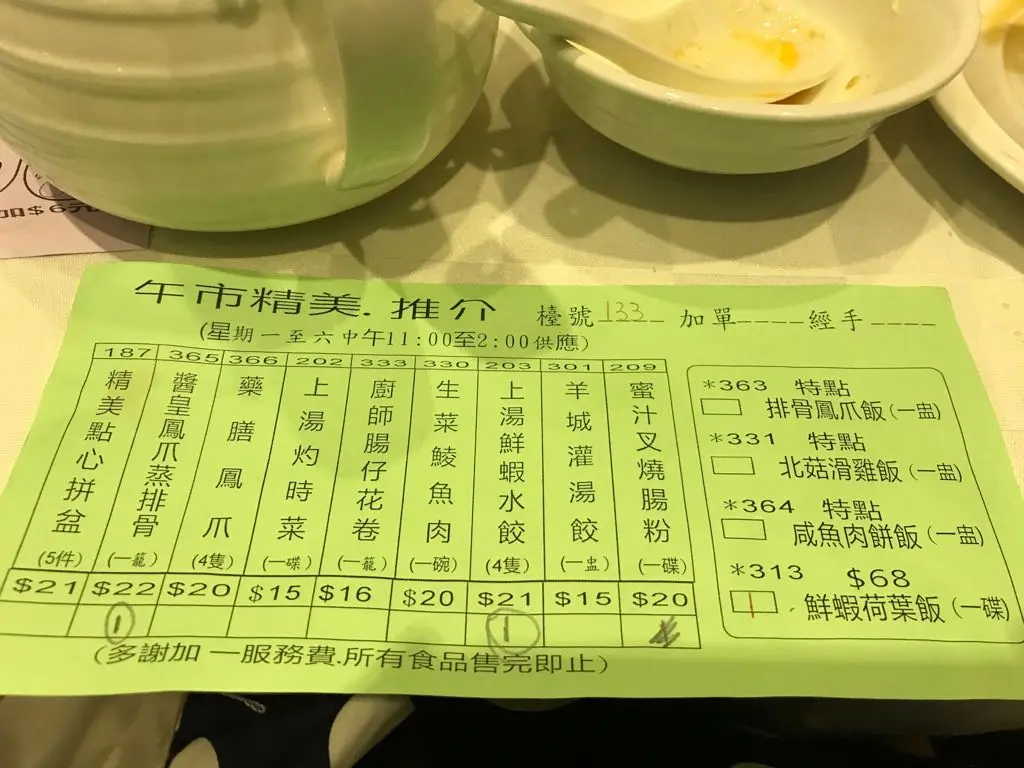 加$6元
午市精美.推介
檯號 133 加單---- 經手----
(星期一至六中午11:00至2:00供應)
187 365 366 202 333 330 203 301 209
精美點心拼盆 (5件)
醬皇鳳爪蒸排骨 (一籠)
藥膳鳳爪 (4隻)
上湯灼時菜 (一碟)
廚師腸仔花卷 (一籠)
生菜鯪魚肉 (一碗)
上湯鮮蝦水餃 (4隻)
羊城灌湯餃 (一盅)
蜜汁叉燒腸粉 (一碟)
$21 $22 $20 $15 $16 $20 $21 $15 $20
1 1
(多謝加一服務費.所有食品售完即止)
*363 特點
排骨鳳爪飯(一盅)
*331 特點
北菇滑雞飯(一盅)
*364 特點
咸魚肉餅飯(一盅)
*313 $68
1 鮮蝦荷葉飯(一碟)